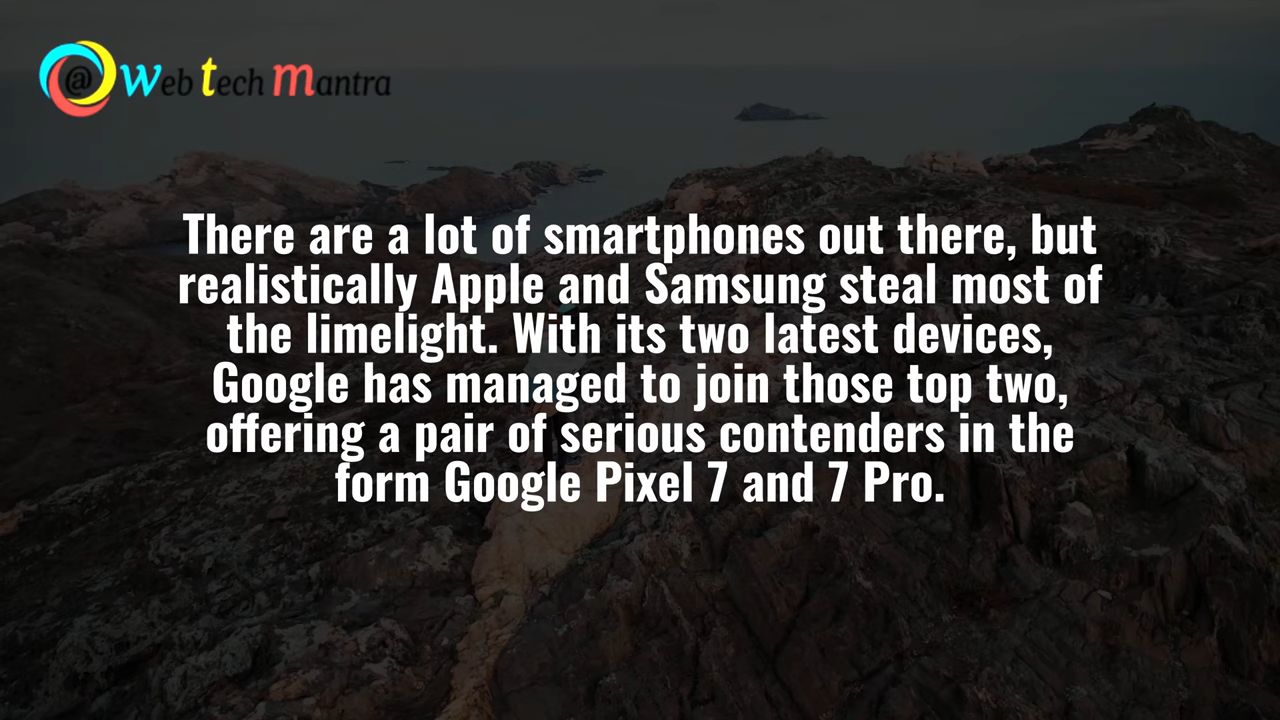 @ Web tech Mantra
There are a lot of smartphones out there, but
realistically Apple and Samsung steal most of
the limelight. With its two latest devices,
Google has managed to join those top two,
offering a pair of serious contenders in the
form Google Pixel 7 and 7 Pro.